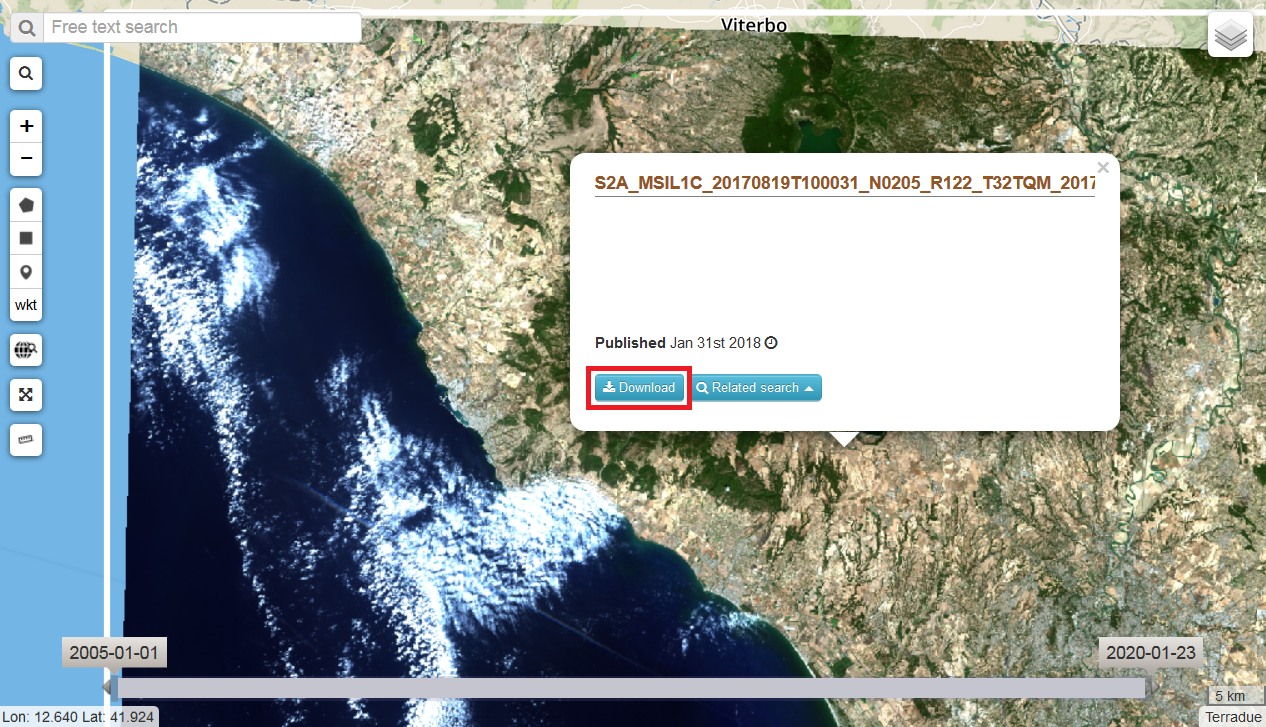 Free text search
Viterbo
+
−
wkt
×
S2A_MSIL1C_20170819T100031_N0205_R122_T32TQM_2017
Published Jan 31st 2018
Download
Related search
2005-01-01
2020-01-23
5 km
Lon: 12.640 Lat: 41.924
Terradue